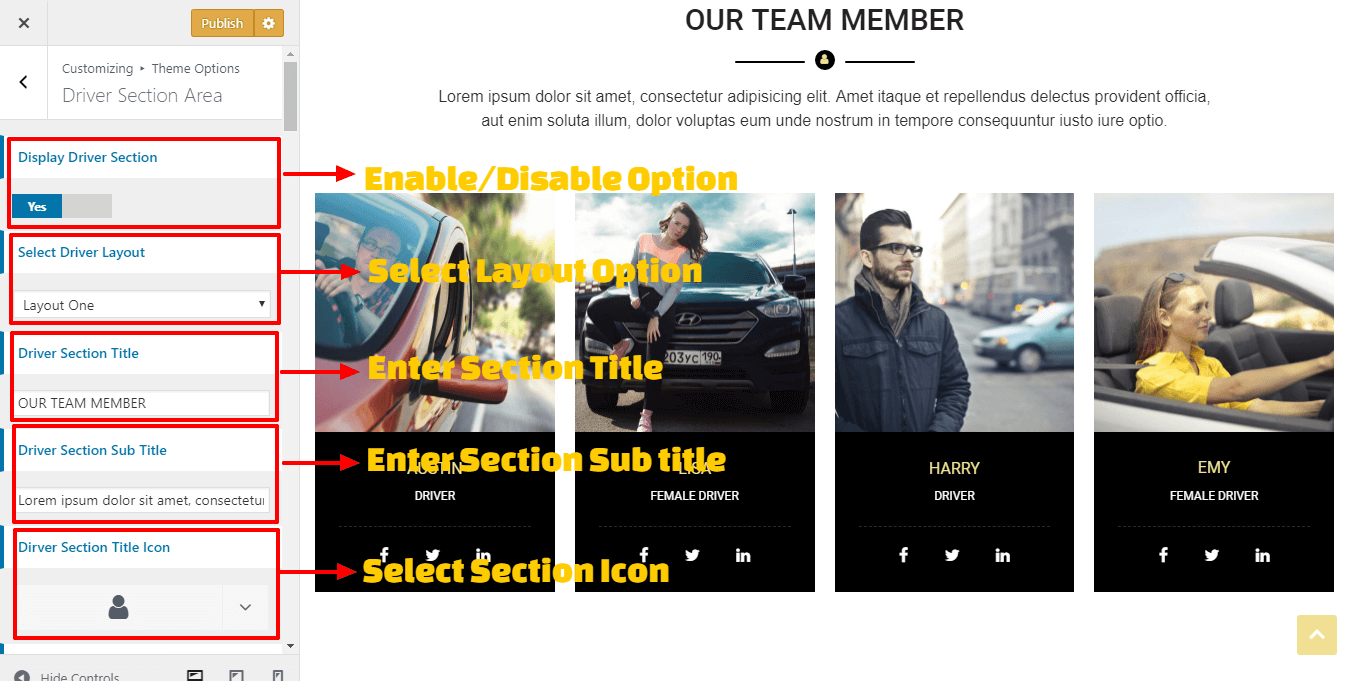 Publish
Customizing ▸ Theme Options
Driver Section Area
Display Driver Section
Yes
Select Driver Layout
Layout One
Driver Section Title
OUR TEAM MEMBER
Driver Section Sub Title
Lorem ipsum dolor sit amet, consectetur
Dirver Section Title Icon
Hide Controls
OUR TEAM MEMBER
Lorem ipsum dolor sit amet, consectetur adipisicing elit. Amet itaque et repellendus delectus provident officia,
aut enim soluta illum, dolor voluptas eum unde nostrum in tempore consequuntur iusto iure optio.
Enable/Disable Option
Select Layout Option
Enter Section Title
Enter Section Sub title
Select Section Icon
203УС 190
AUSTIN
DRIVER
LISA
FEMALE DRIVER
HARRY
DRIVER
EMY
FEMALE DRIVER